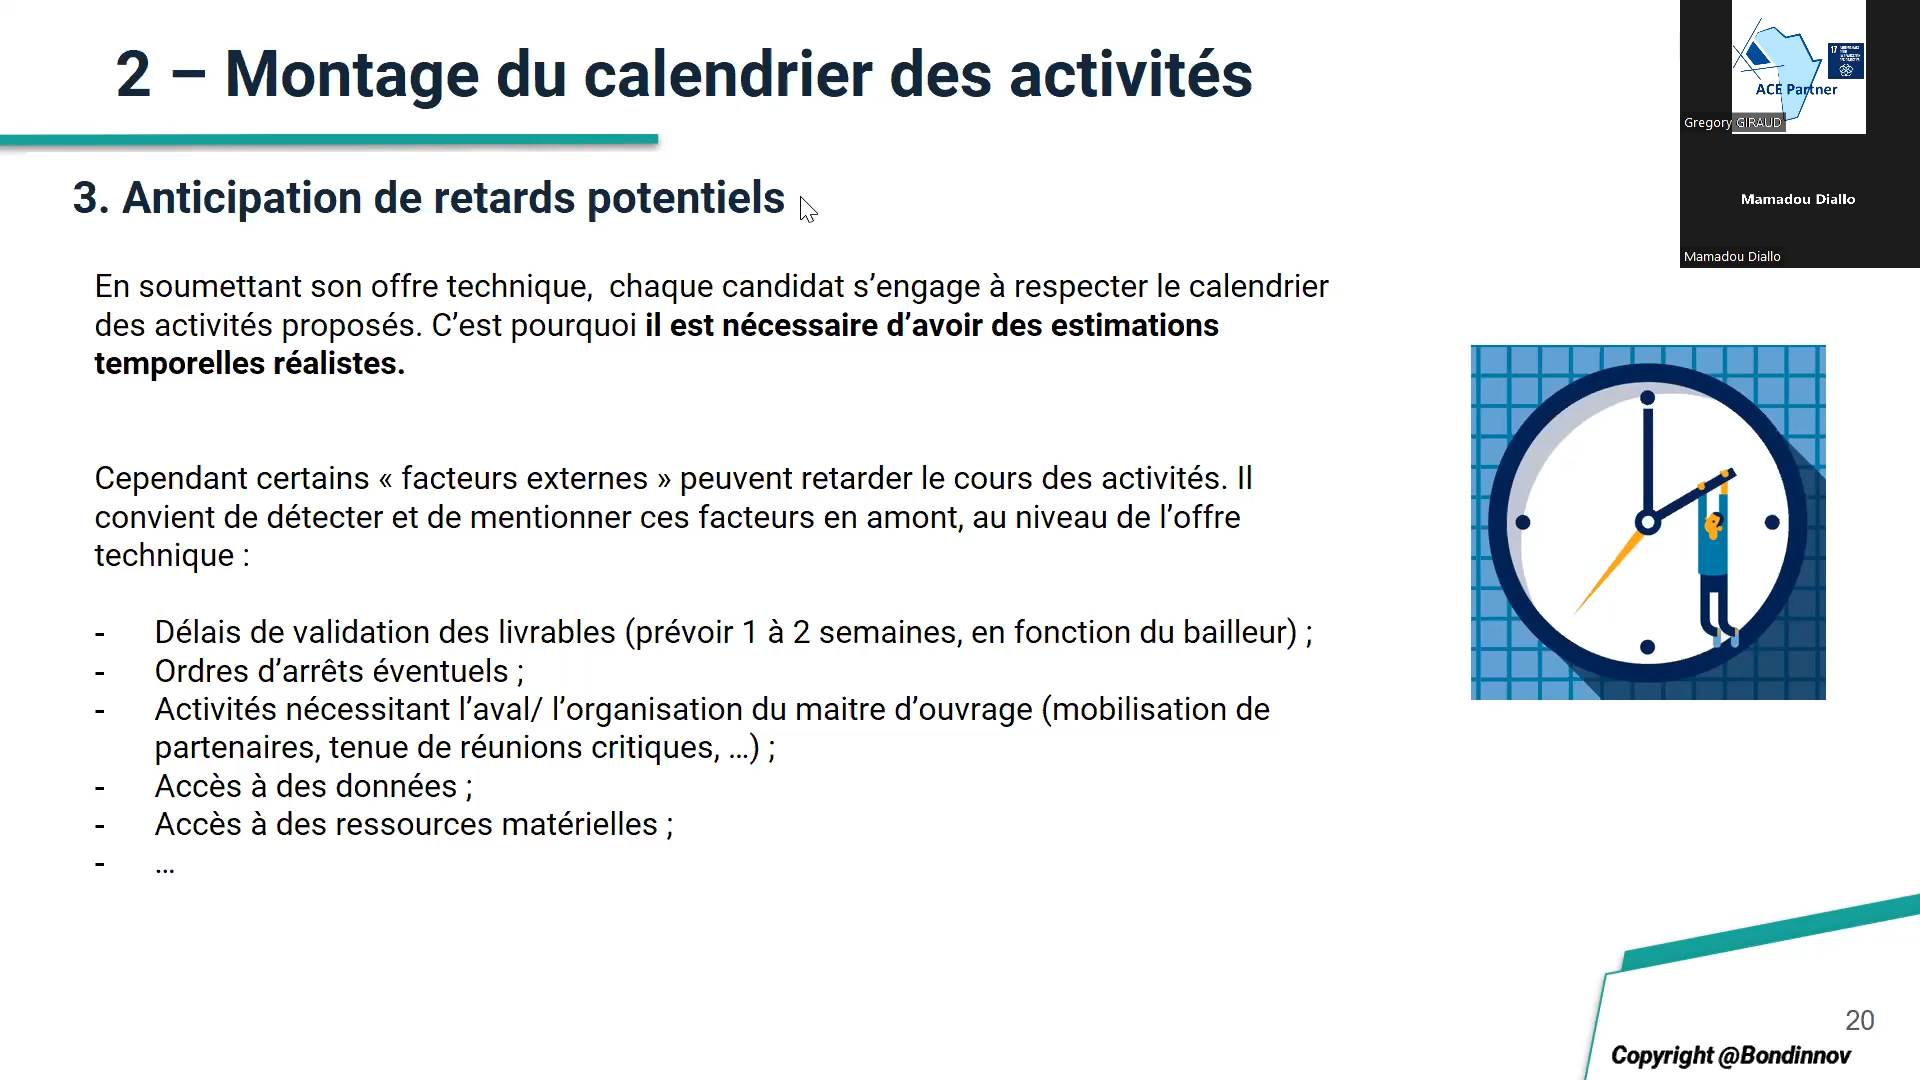 2 – Montage du calendrier des activités
3. Anticipation de retards potentiels
En soumettant son offre technique,  chaque candidat s’engage à respecter le calendrier
des activités proposés. C’est pourquoi il est nécessaire d’avoir des estimations
temporelles réalistes.
Cependant certains « facteurs externes » peuvent retarder le cours des activités. Il
convient de détecter et de mentionner ces facteurs en amont, au niveau de l’offre
technique :
- Délais de validation des livrables (prévoir 1 à 2 semaines, en fonction du bailleur) ;
- Ordres d’arrêts éventuels ;
- Activités nécessitant l’aval/ l’organisation du maitre d’ouvrage (mobilisation de
partenaires, tenue de réunions critiques, …) ;
- Accès à des données ;
- Accès à des ressources matérielles ;
- …
20
Copyright @Bondinnov
17
ACE Partner
Gregory GIRAUD
Mamadou Diallo
Mamadou Diallo